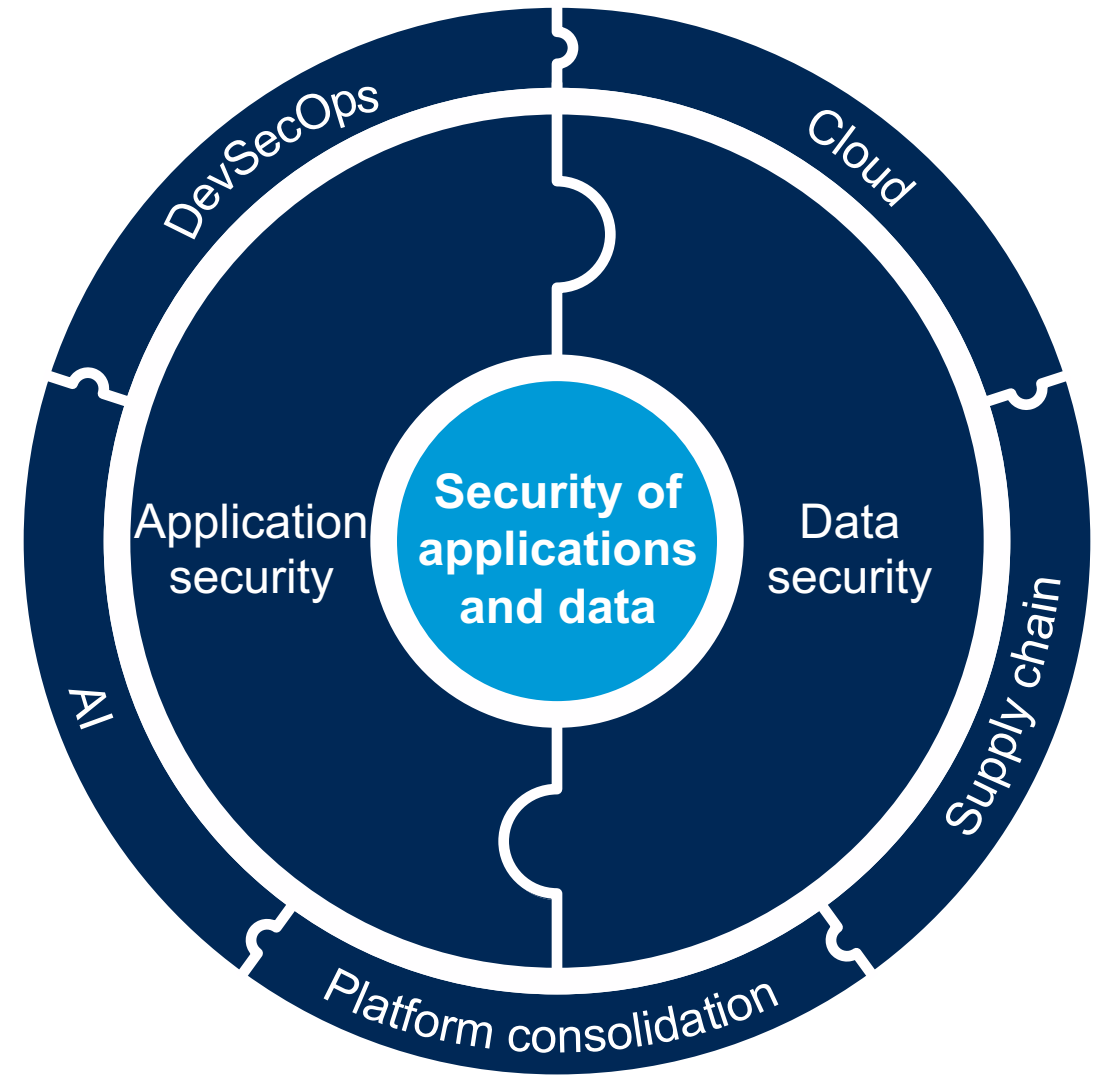 DevSecOps
Cloud
Application
security
Security of
applications
and data
Data
security
AI
Supply chain
Platform consolidation